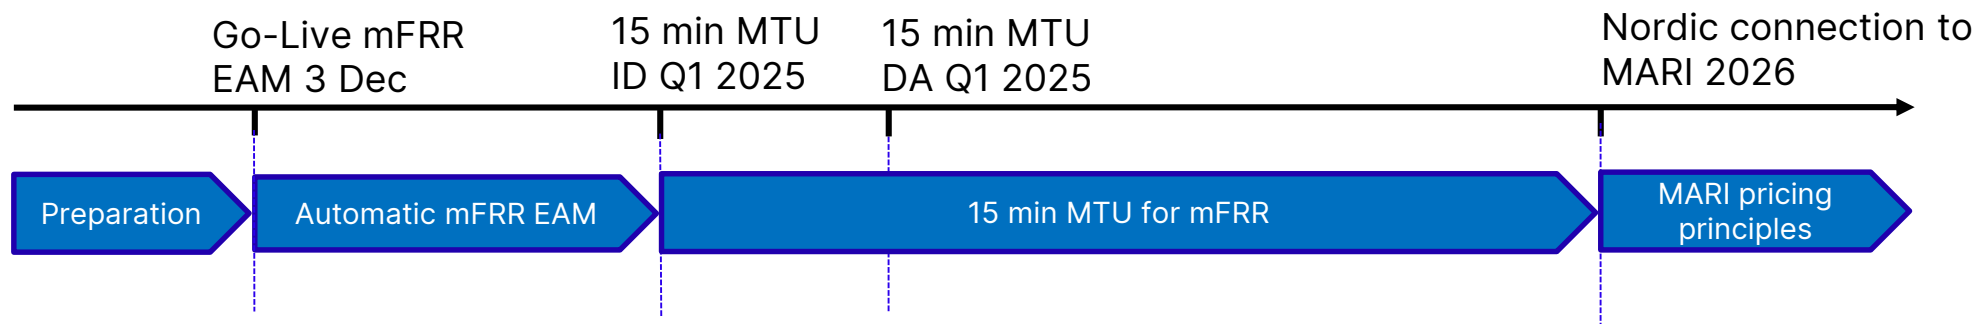 Go-Live mFRR
EAM 3 Dec
15 min MTU
ID Q1 2025
15 min MTU
DA Q1 2025
Nordic connection to
MARI 2026
Preparation
Automatic mFRR EAM
15 min MTU for mFRR
MARI pricing
principles